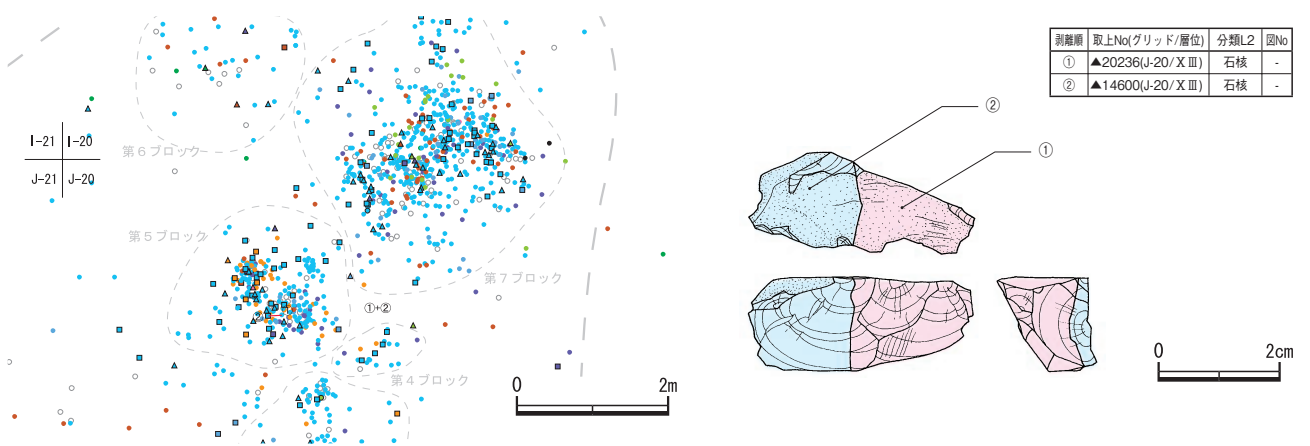 I-21 I-20
J-21 J-20
第6ブロック
第5ブロック
第7ブロック
①+②
第4ブロック
0 2m
剥離順 取上No(グリッド/層位) 分類L2 図No
① ▲20236(J-20/XⅢ) 石核 -
② ▲14600(J-20/XⅢ) 石核 -
②
①
0 2cm